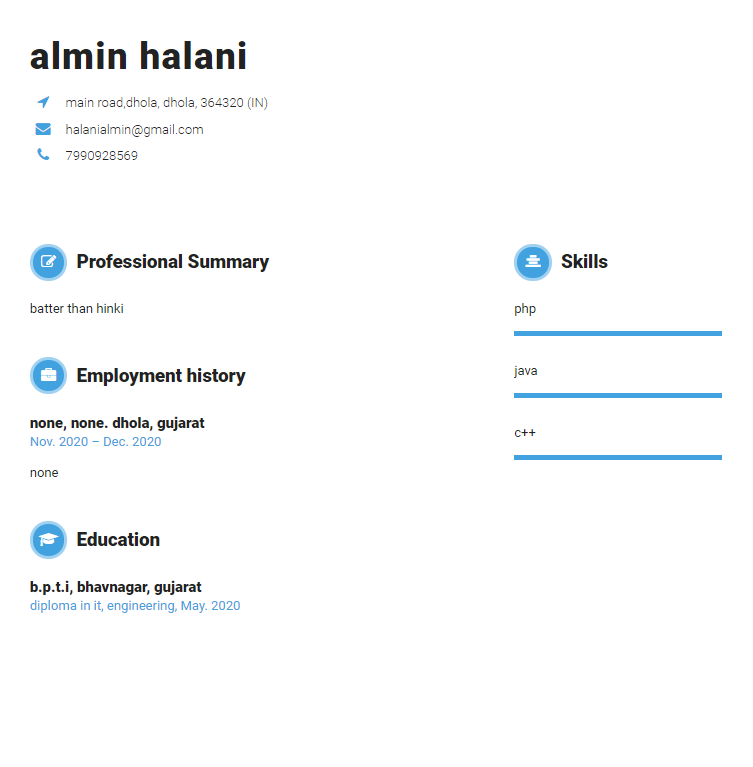 almin halani
main road,dhola, dhola, 364320 (IN)
halanialmin@gmail.com
7990928569
Professional Summary
batter than hinki
Employment history
none, none. dhola, gujarat
Nov. 2020 – Dec. 2020
none
Education
b.p.t.i, bhavnagar, gujarat
diploma in it, engineering, May. 2020
Skills
php
java
c++